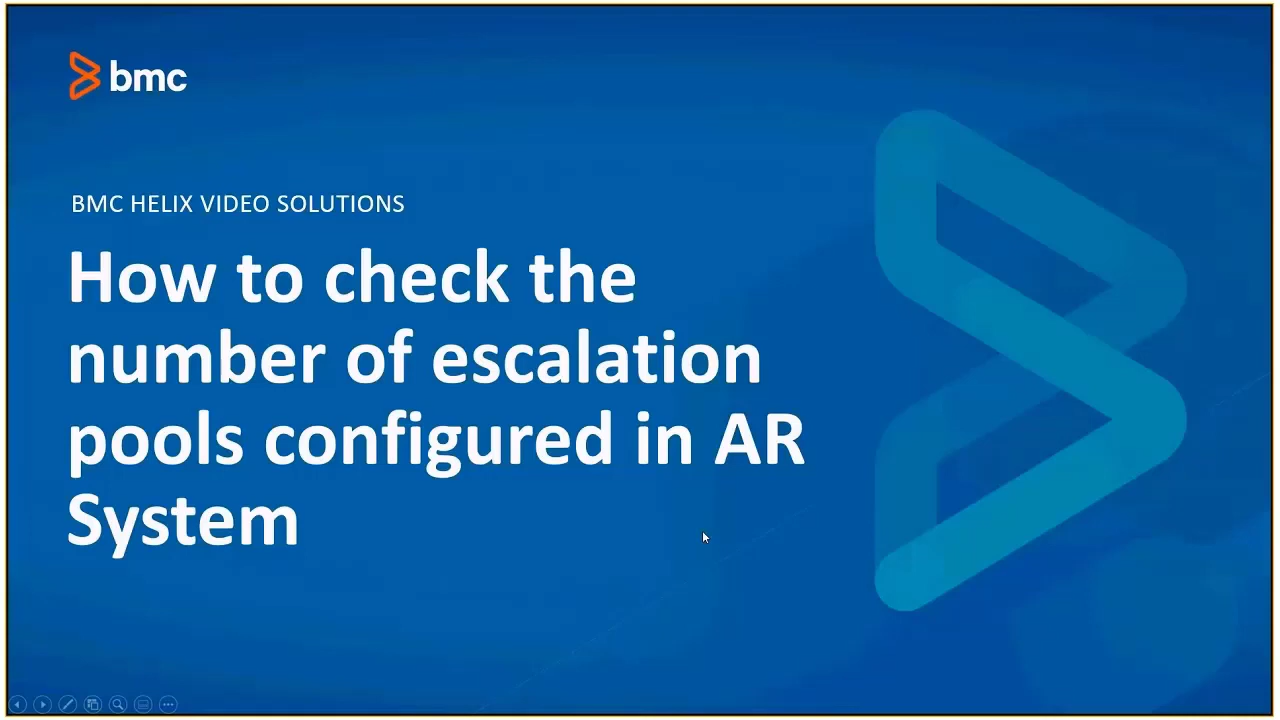 bmc
BMC HELIX VIDEO SOLUTIONS
How to check the
number of escalation
pools configured in AR
System